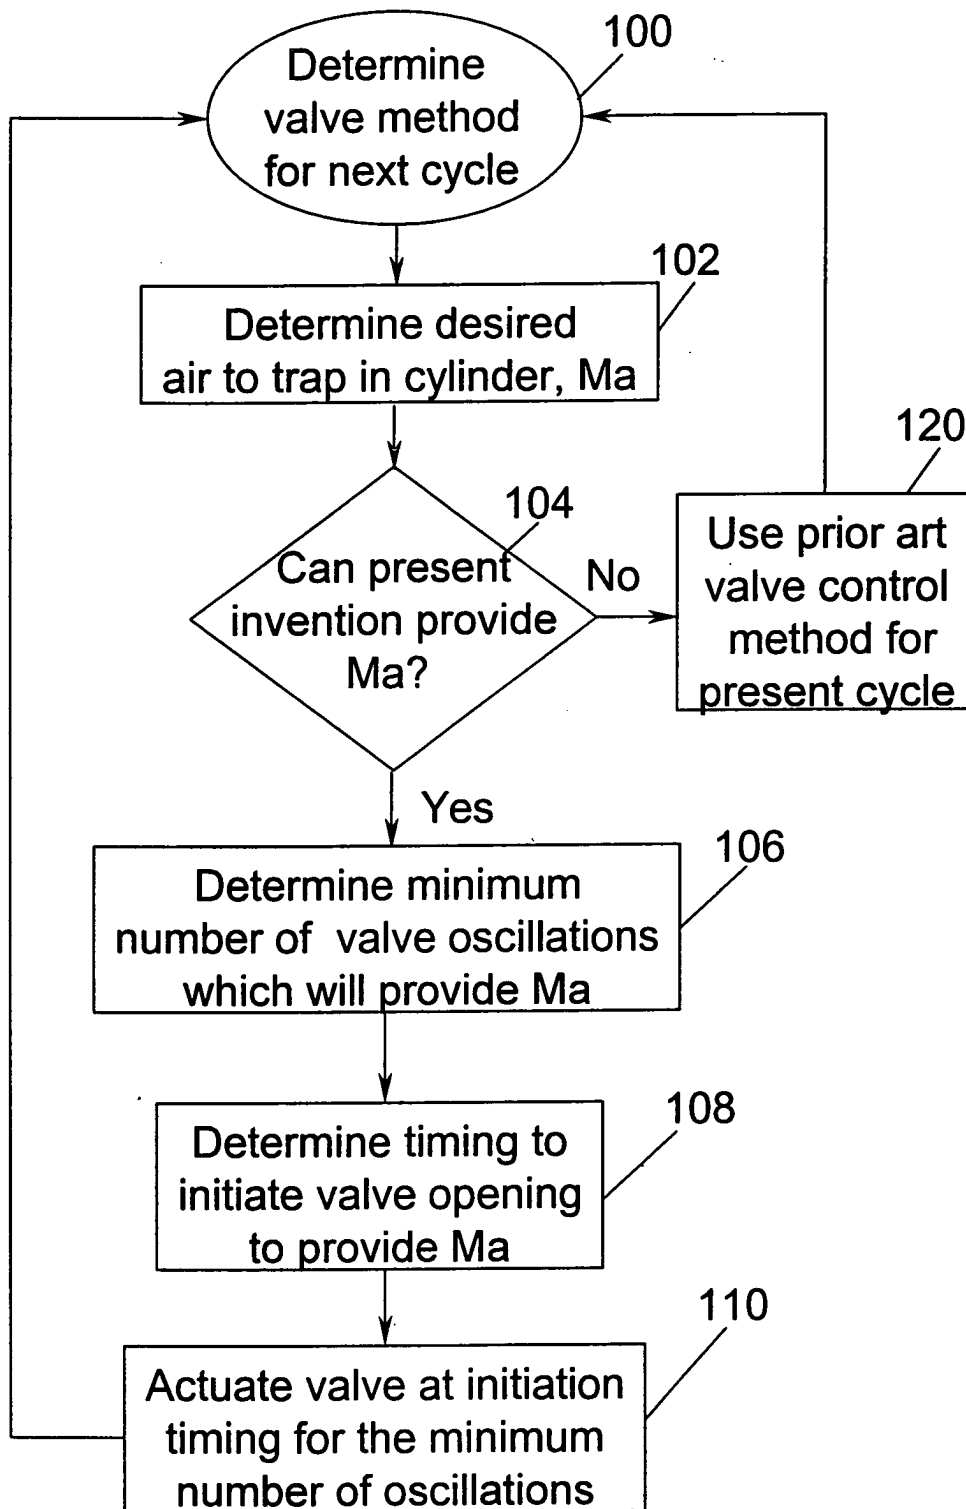 100
Determine
valve method
for next cycle
102
Determine desired
air to trap in cylinder, Ma
104
Can present
invention provide
Ma?
No
120
Use prior art
valve control
method for
present cycle
Yes
106
Determine minimum
number of valve oscillations
which will provide Ma
108
Determine timing to
initiate valve opening
to provide Ma
110
Actuate valve at initiation
timing for the minimum
number of oscillations